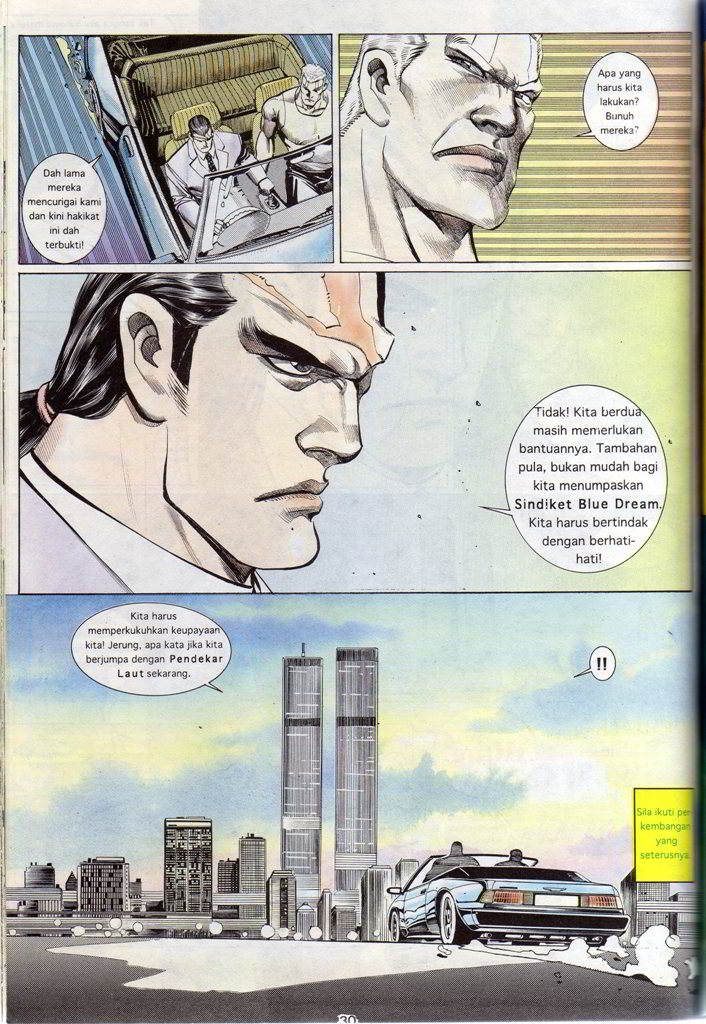 Dah lama
mereka
mencurigai kami
dan kini hakikat
ini dah
terbukti!
Apa yang
harus kita
lakukan?
Bunuh
mereka?
Tidak! Kita berdua
masih memerlukan
bantuannya. Tambahan
pula, bukan mudah bagi
kita menumpaskan
Sindiket Blue Dream.
Kita harus bertindak
dengan berhati-
hati!
Kita harus
memperkukuhkan keupayaan
kita! Jerung, apa kata jika kita
berjumpa dengan Pendekar
Laut sekarang.
!!
Sila ikuti per-
kembangan
yang
seterusnya.
30